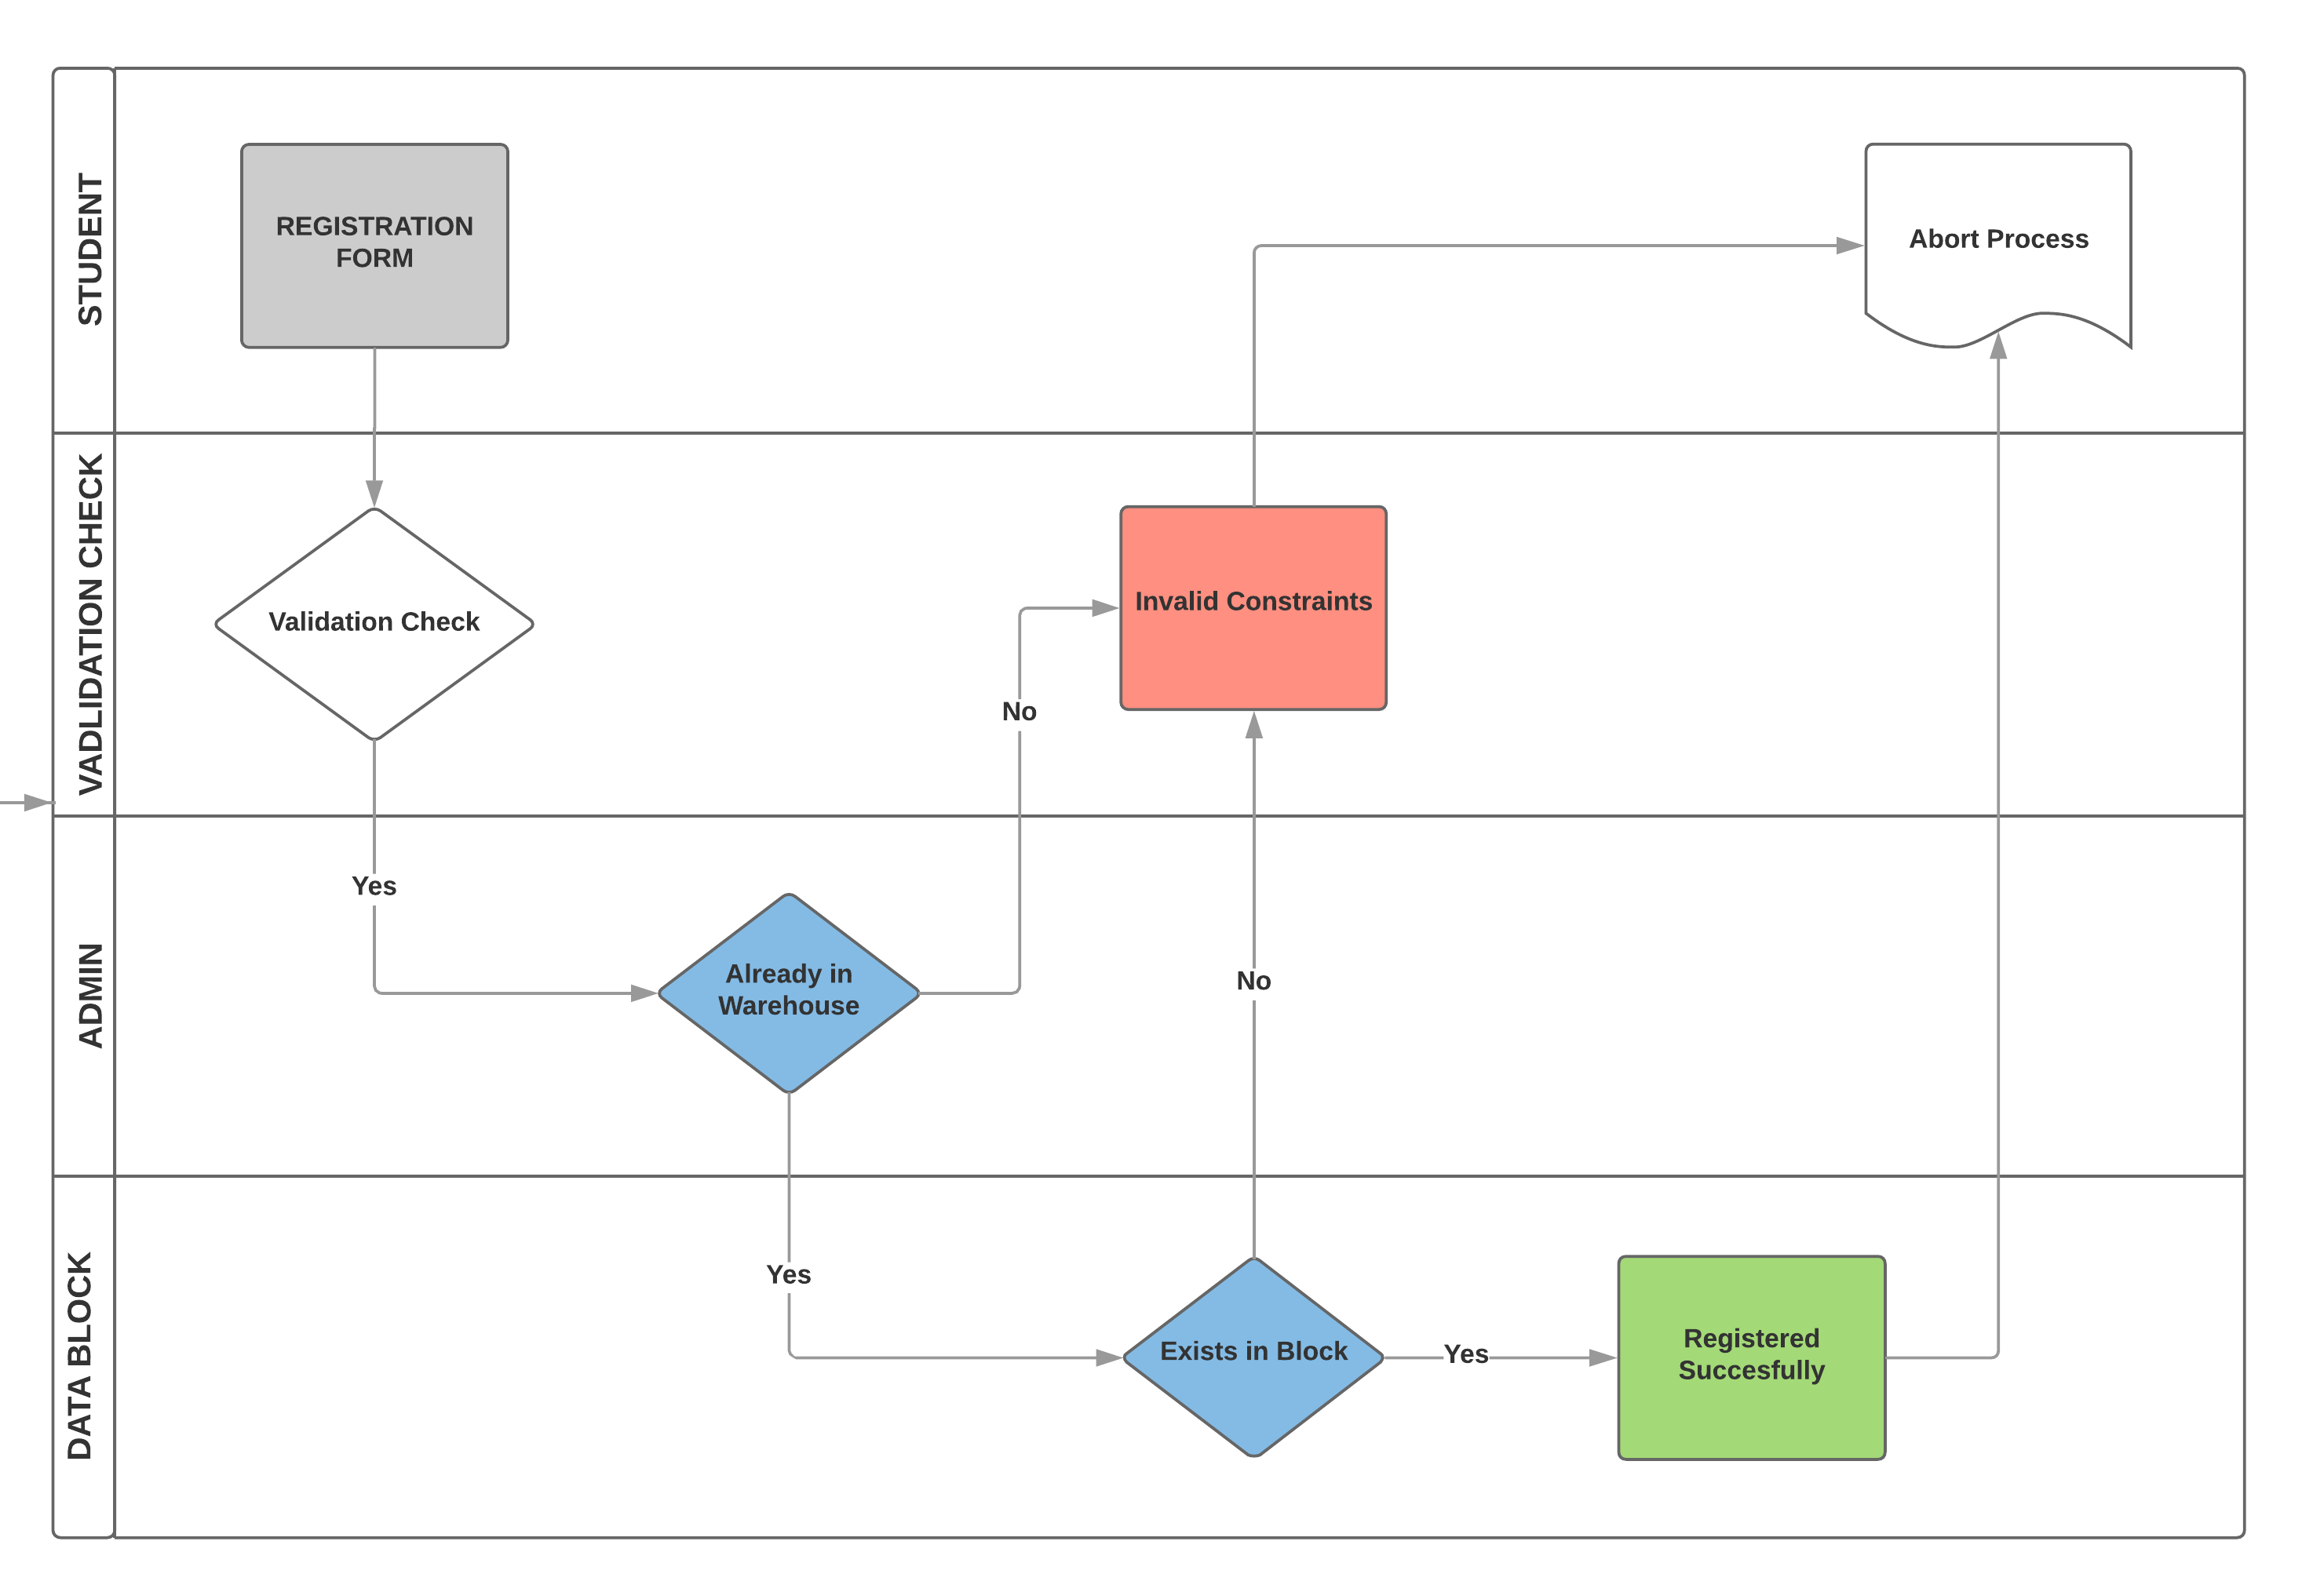 STUDENT
REGISTRATION
FORM
Abort Process
VADLIDATION CHECK
Validation Check
Invalid Constraints
No
ADMIN
Yes
Already in
Warehouse
No
DATA BLOCK
Yes
Exists in Block
Yes
Registered
Succesfully